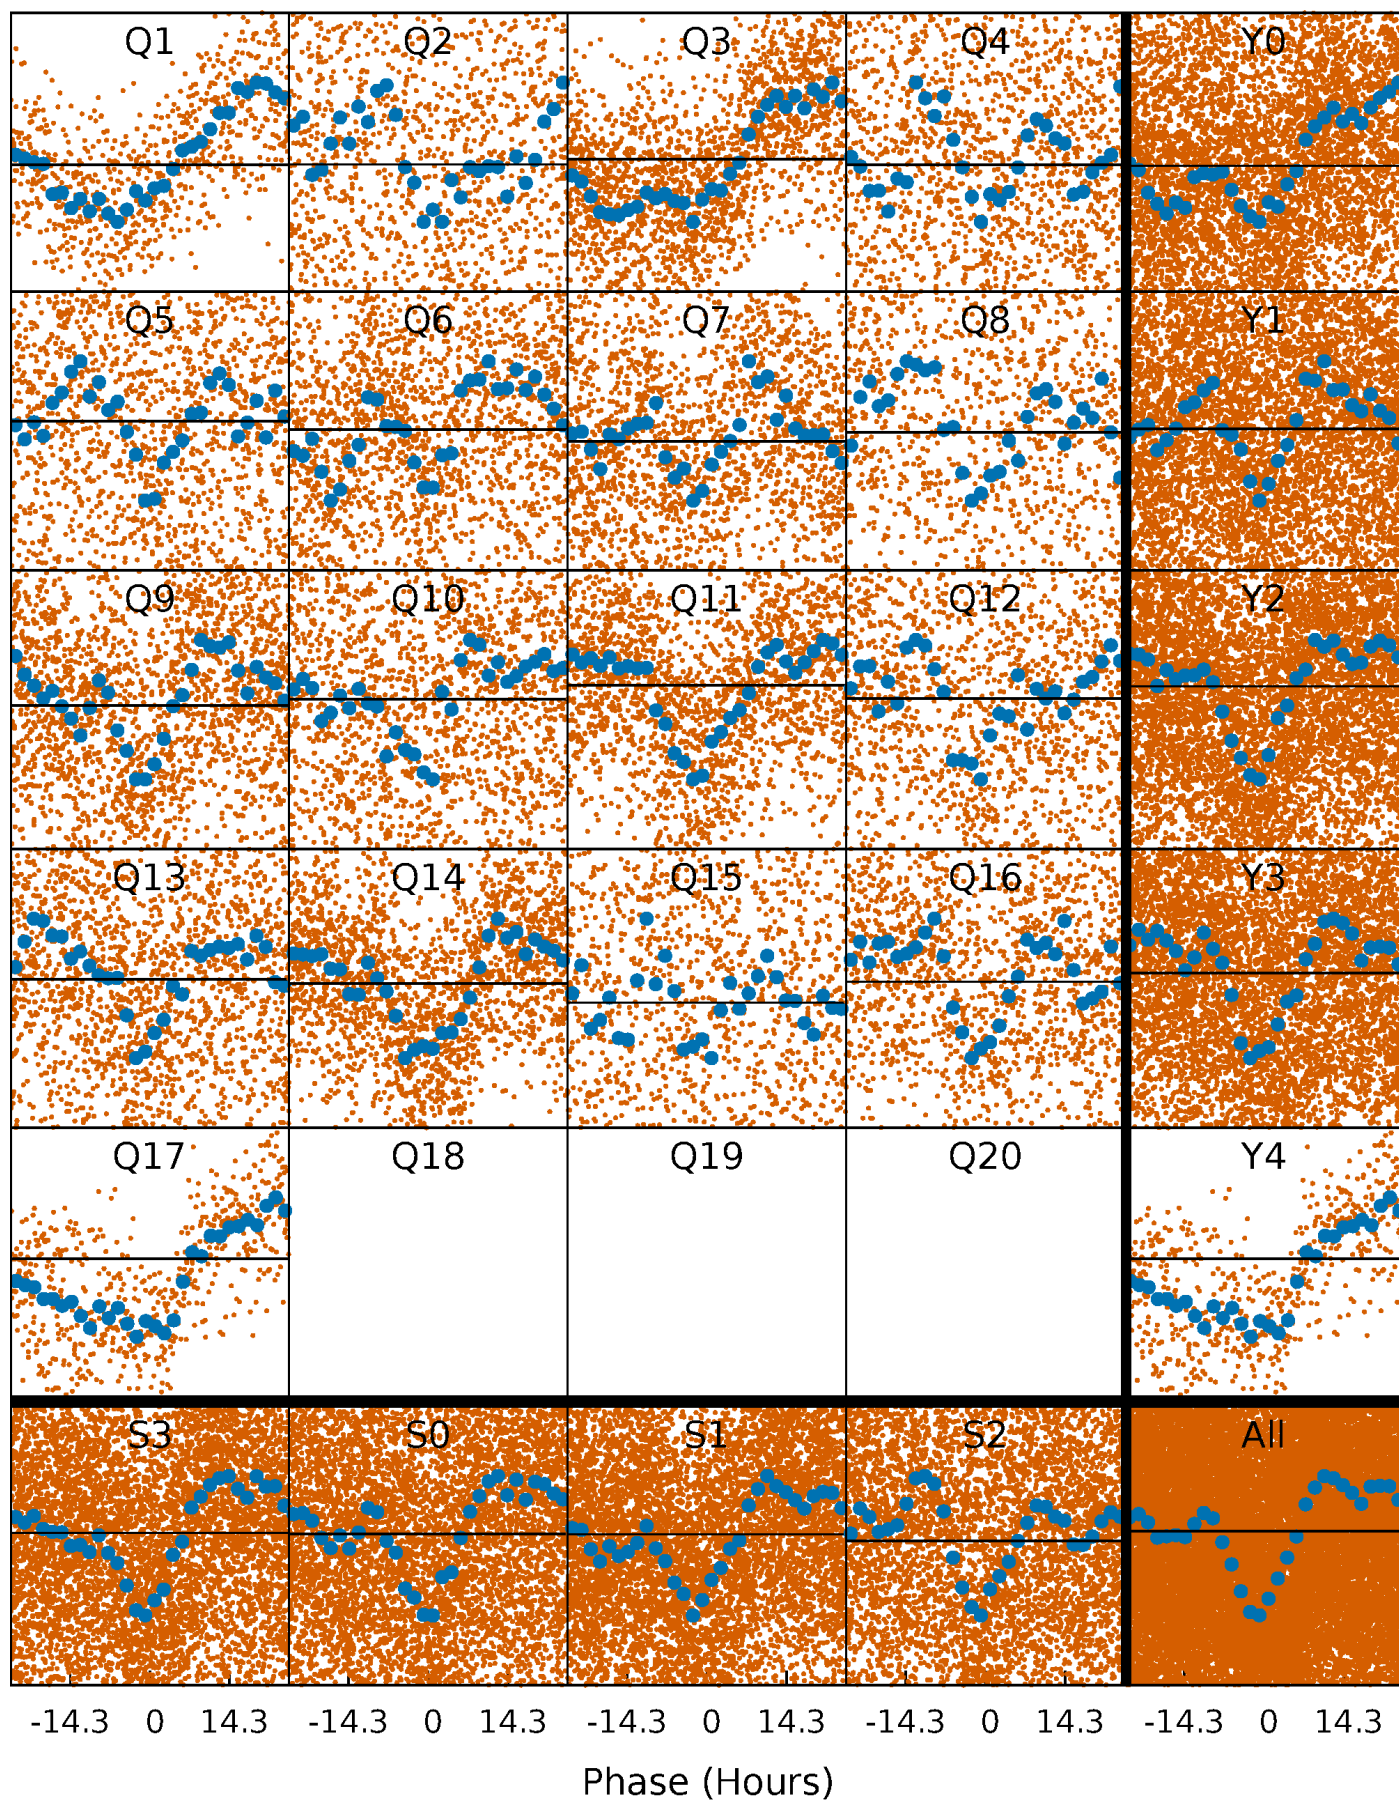 Q1 Q2 Q3 Q4 Y0
Q5 Q6 Q7 Q8 Y1
Q9 Q10 Q11 Q12 Y2
Q13 Q14 Q15 Q16 Y3
Q17 Q18 Q19 Q20 Y4
S3 S0 S1 S2 All
-14.3 0 14.3 -14.3 0 14.3 -14.3 0 14.3 -14.3 0 14.3 -14.3 0 14.3
Phase (Hours)